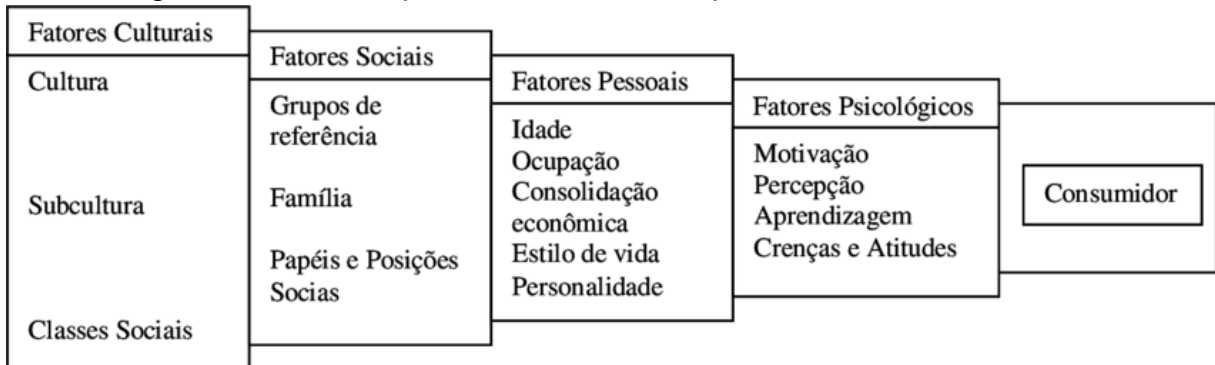 Fatores Culturais
Cultura
Subcultura
Classes Sociais
Fatores Sociais
Grupos de
referência
Família
Papéis e Posições
Socias
Fatores Pessoais
Idade
Ocupação
Consolidação
econômica
Estilo de vida
Personalidade
Fatores Psicológicos
Motivação
Percepção
Aprendizagem
Crenças e Atitudes
Consumidor